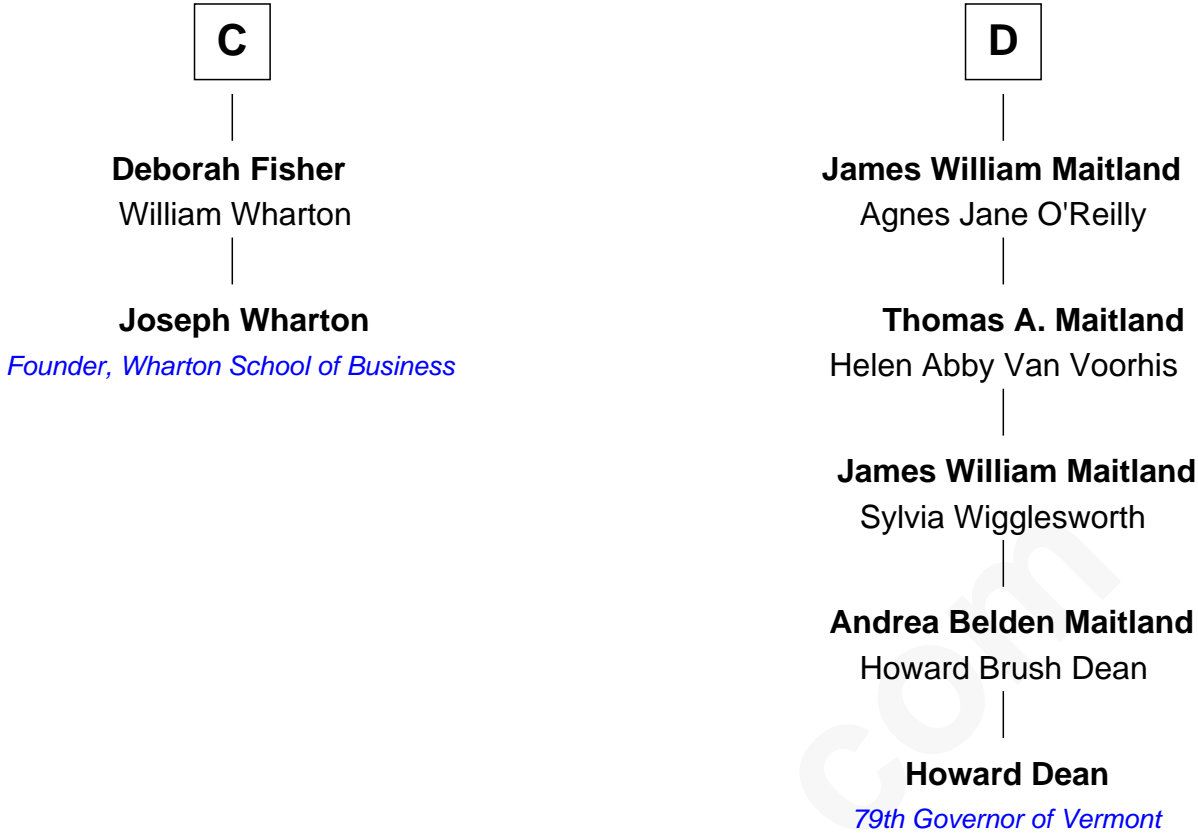 C
Deborah Fisher
William Wharton
Joseph Wharton
Founder, Wharton School of Business
D
James William Maitland
Agnes Jane O'Reilly
Thomas A. Maitland
Helen Abby Van Voorhis
James William Maitland
Sylvia Wigglesworth
Andrea Belden Maitland
Howard Brush Dean
Howard Dean
79th Governor of Vermont
com